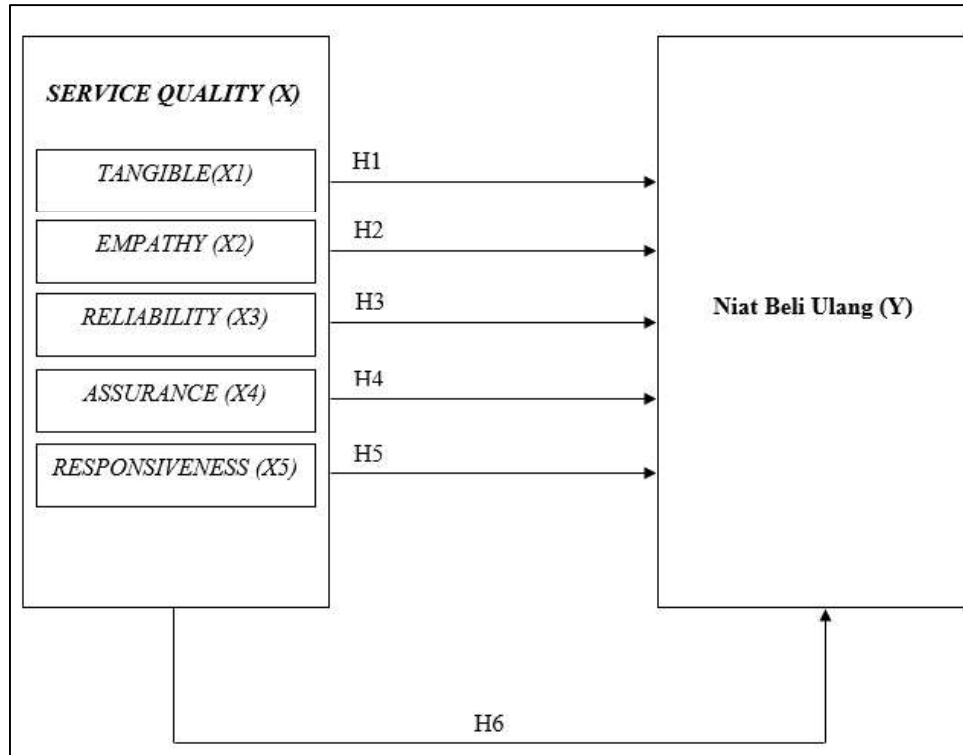 SERVICE QUALITY (X)
TANGIBLE(X1)
H1
EMPATHY (X2)
H2
RELIABILITY (X3)
H3
ASSURANCE (X4)
H4
RESPONSIVENESS (X5)
H5
Niat Beli Ulang (Y)
H6